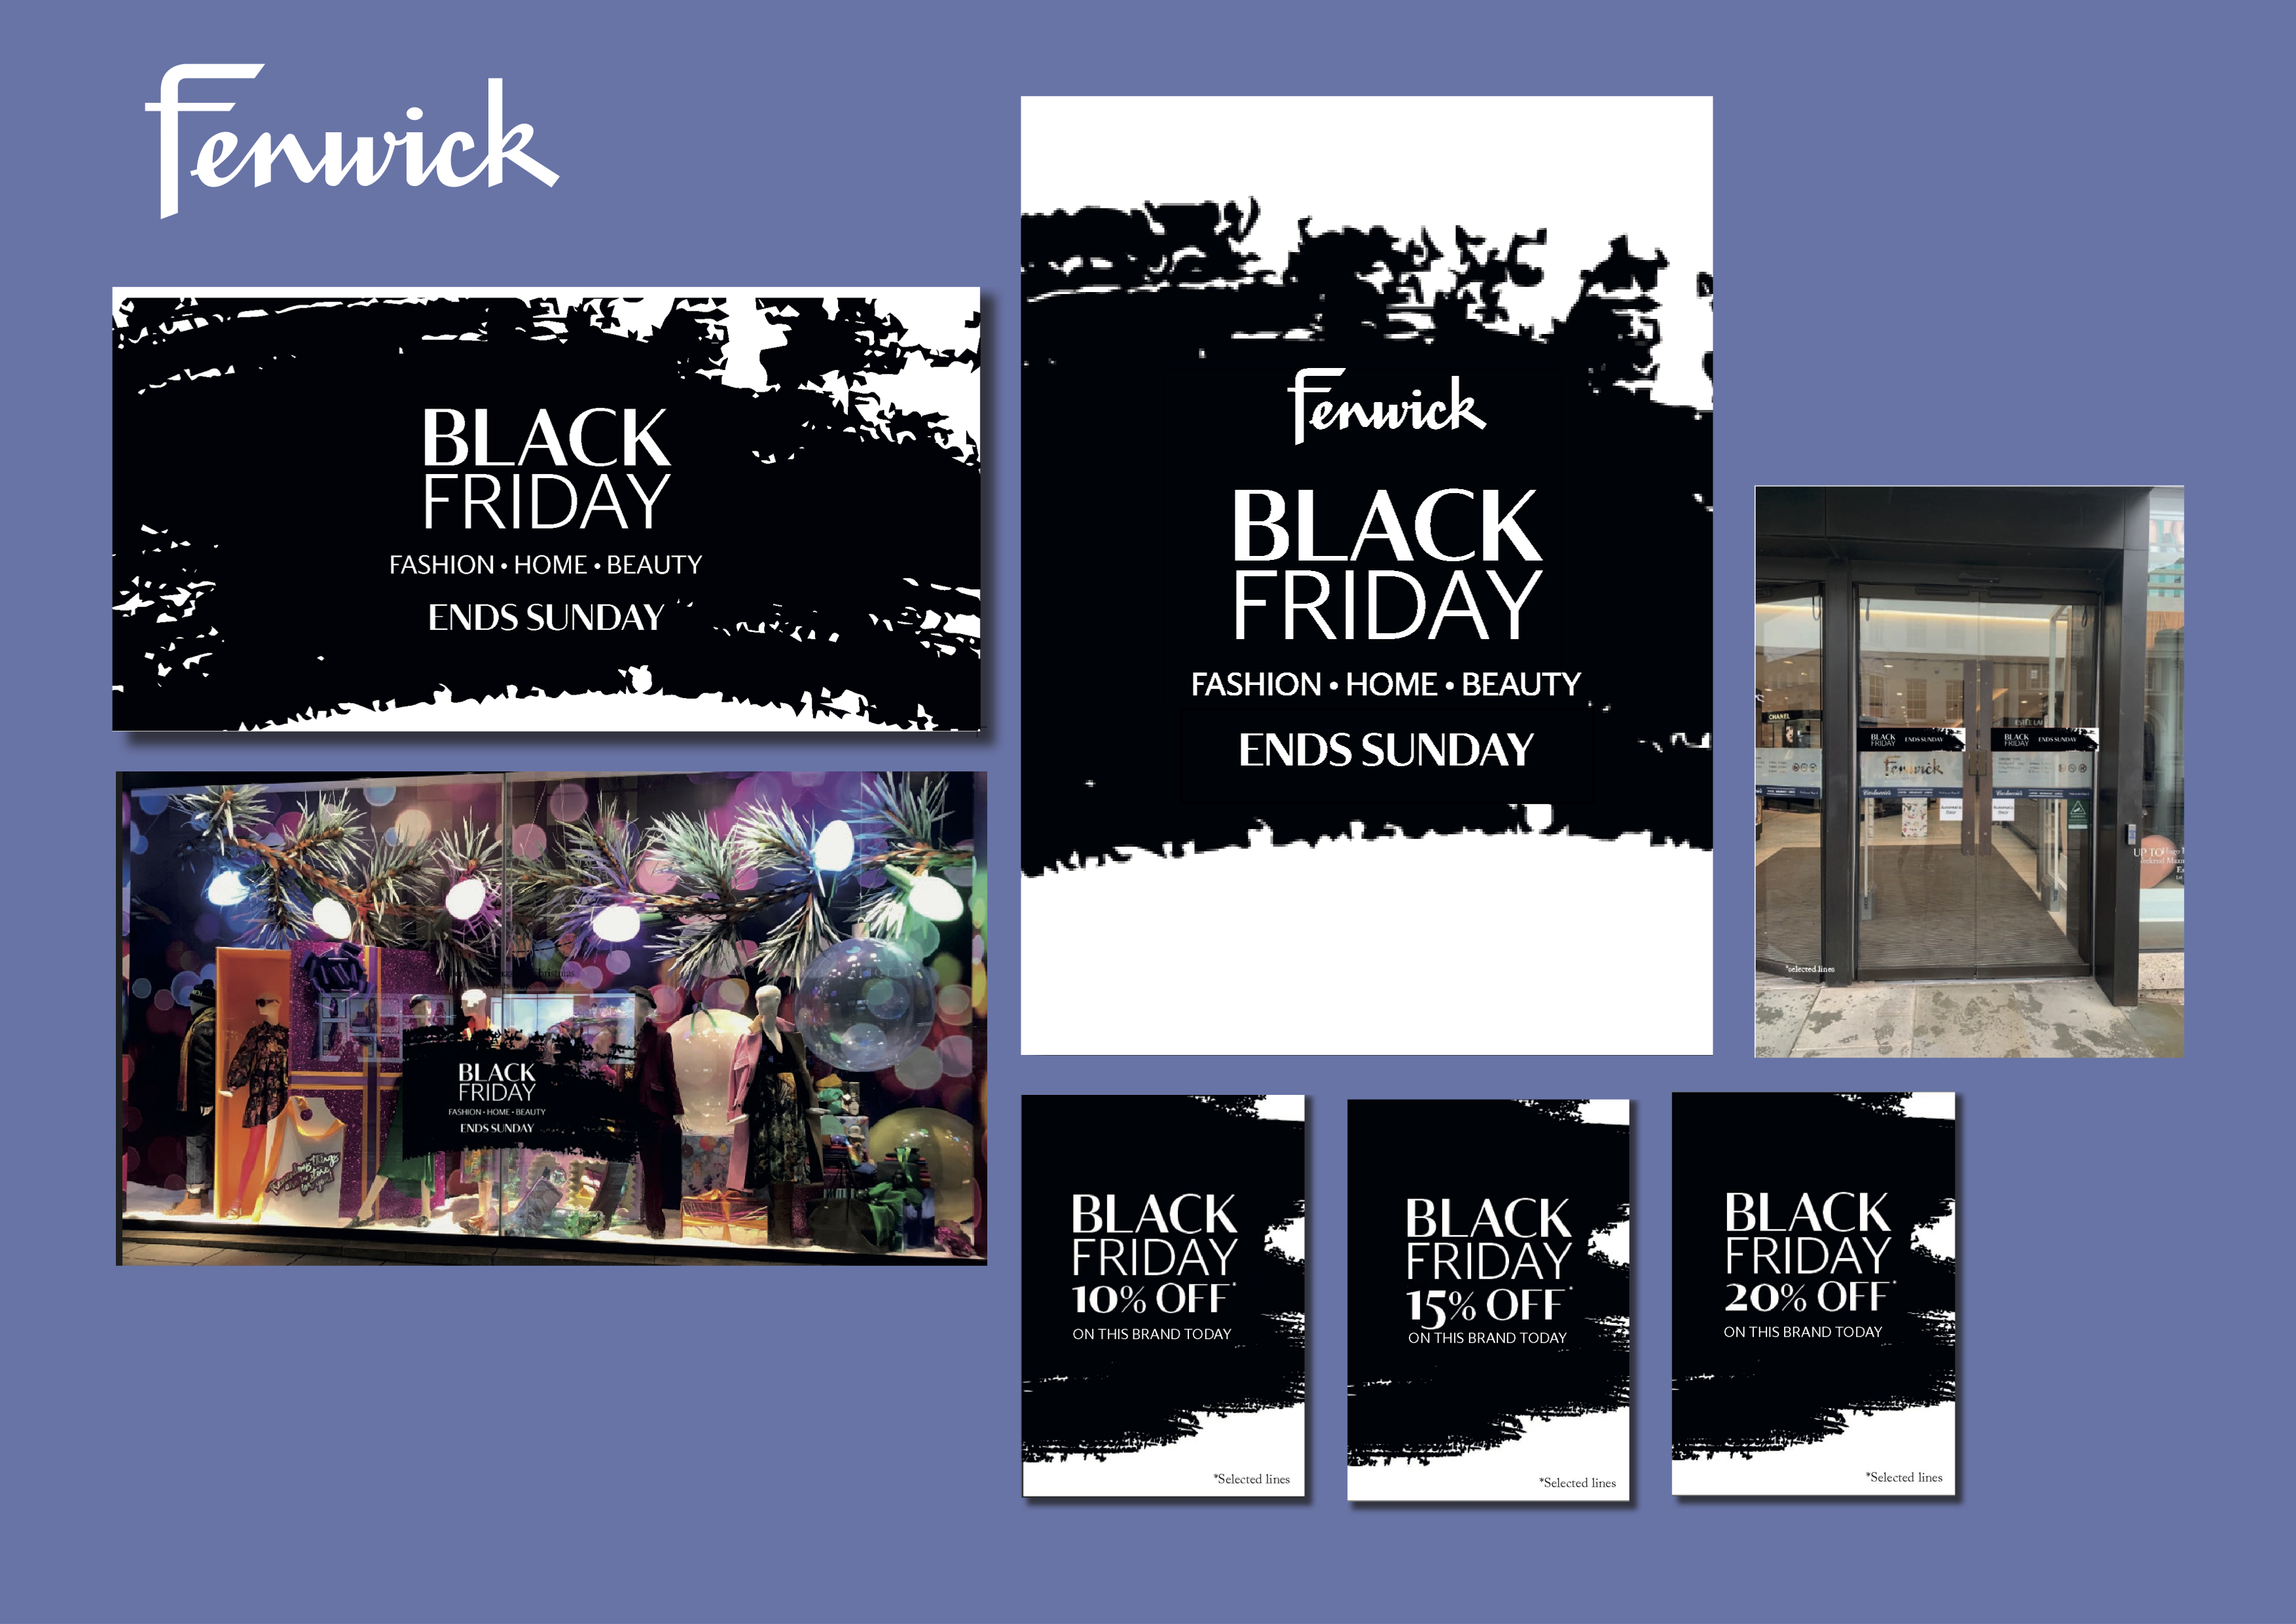 Fenwick
BLACK
FRIDAY
FASHION • HOME • BEAUTY
ENDS SUNDAY
Fenwick
BLACK
FRIDAY
FASHION • HOME • BEAUTY
ENDS SUNDAY
CHANEL
BLACK
FRIDAY
ENDS SUNDAY
BLACK
FRIDAY
ENDS SUNDAY
Fenwick
UP TO
*selected lines
BLACK
FRIDAY
FASHION • HOME • BEAUTY
ENDS SUNDAY
BLACK
FRIDAY
10% OFF*
ON THIS BRAND TODAY
*Selected lines
BLACK
FRIDAY
15% OFF*
ON THIS BRAND TODAY
*Selected lines
BLACK
FRIDAY
20% OFF*
ON THIS BRAND TODAY
*Selected lines